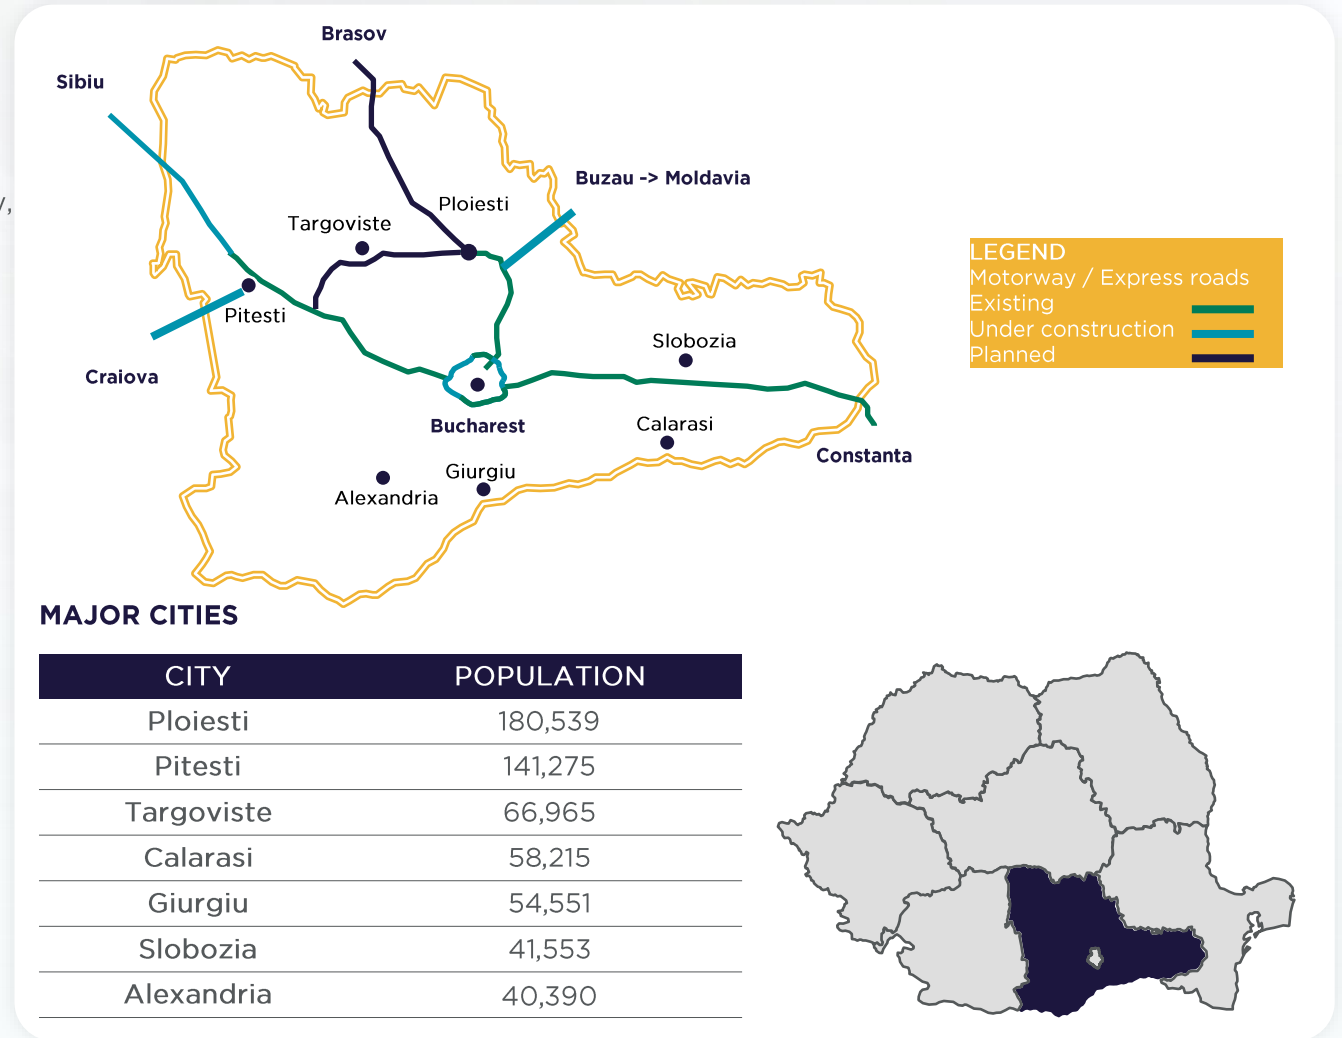 Brasov
Sibiu
Buzau -> Moldavia
y,
Ploiesti
Targoviste
LEGEND
Motorway / Express roads
Existing
Under construction
Planned
Pitesti
Slobozia
Craiova
Calarasi
Bucharest
Constanta
Giurgiu
Alexandria
MAJOR CITIES
CITY POPULATION
Ploiesti 180,539
Pitesti 141,275
Targoviste 66,965
Calarasi 58,215
Giurgiu 54,551
Slobozia 41,553
Alexandria 40,390